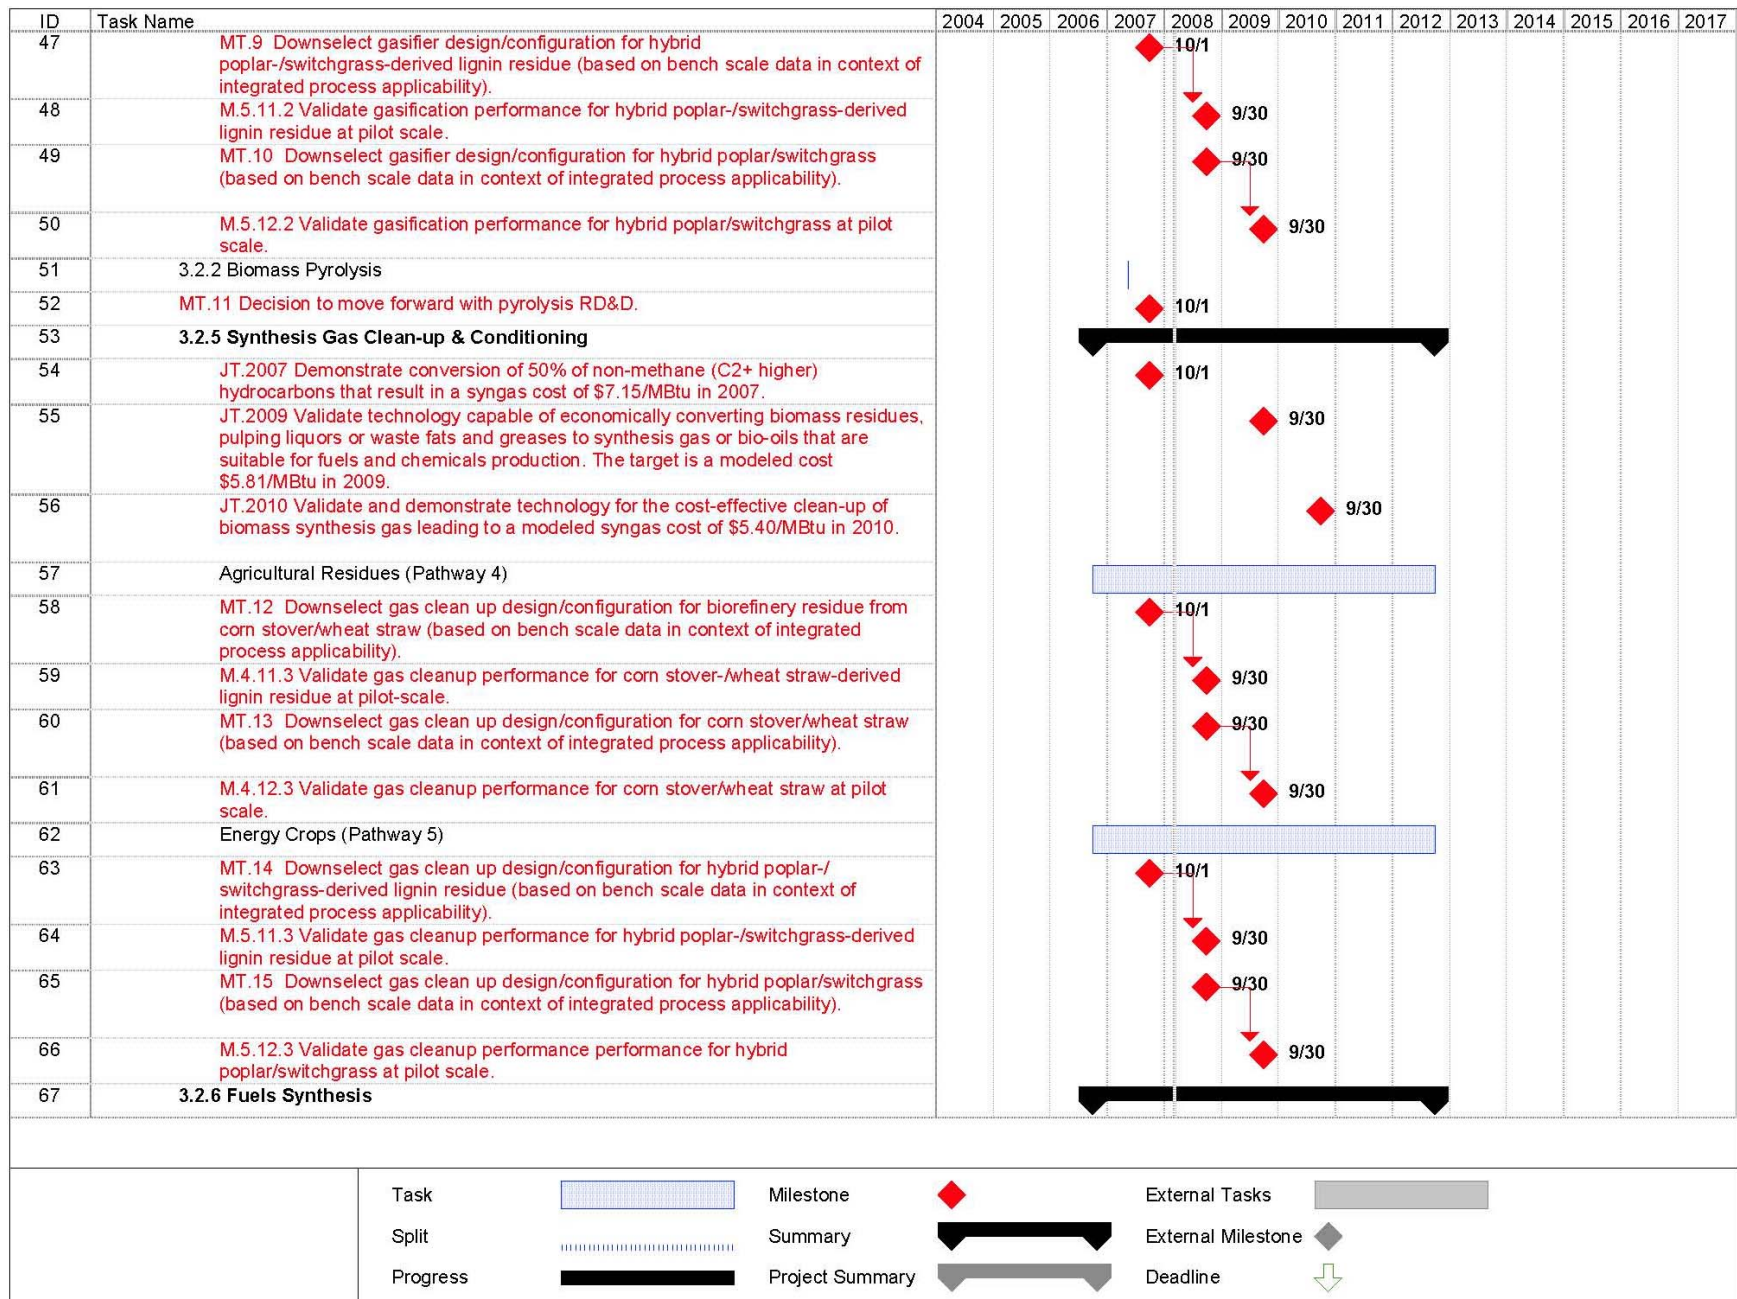 ID Task Name 2004 2005 2006 2007 2008 2009 2010 2011 2012 2013 2014 2015 2016 2017
47 MT.9 Downselect gasifier design/configuration for hybrid 10/1
poplar-/switchgrass-derived lignin residue (based on bench scale data in context of
integrated process applicability).
48 M.5.11.2 Validate gasification performance for hybrid poplar-/switchgrass-derived 9/30
lignin residue at pilot scale.
49 MT.10 Downselect gasifier design/configuration for hybrid poplar/switchgrass 9/30
(based on bench scale data in context of integrated process applicability).
50 M.5.12.2 Validate gasification performance for hybrid poplar/switchgrass at pilot 9/30
scale.
51 3.2.2 Biomass Pyrolysis
52 MT.11 Decision to move forward with pyrolysis RD&D. 10/1
53 3.2.5 Synthesis Gas Clean-up & Conditioning
54 JT.2007 Demonstrate conversion of 50% of non-methane (C2+ higher) 10/1
hydrocarbons that result in a syngas cost of $7.15/MBtu in 2007.
55 JT.2009 Validate technology capable of economically converting biomass residues, 9/30
pulping liquors or waste fats and greases to synthesis gas or bio-oils that are
suitable for fuels and chemicals production. The target is a modeled cost
$5.81/MBtu in 2009.
56 JT.2010 Validate and demonstrate technology for the cost-effective clean-up of 9/30
biomass synthesis gas leading to a modeled syngas cost of $5.40/MBtu in 2010.
57 Agricultural Residues (Pathway 4)
58 MT.12 Downselect gas clean up design/configuration for biorefinery residue from 10/1
corn stover/wheat straw (based on bench scale data in context of integrated
process applicability).
59 M.4.11.3 Validate gas cleanup performance for corn stover-/wheat straw-derived 9/30
lignin residue at pilot-scale.
60 MT.13 Downselect gas clean up design/configuration for corn stover/wheat straw 9/30
(based on bench scale data in context of integrated process applicability).
61 M.4.12.3 Validate gas cleanup performance for corn stover/wheat straw at pilot 9/30
scale.
62 Energy Crops (Pathway 5)
63 MT.14 Downselect gas clean up design/configuration for hybrid poplar-/ 10/1
switchgrass-derived lignin residue (based on bench scale data in context of
integrated process applicability).
64 M.5.11.3 Validate gas cleanup performance for hybrid poplar-/switchgrass-derived 9/30
lignin residue at pilot scale.
65 MT.15 Downselect gas clean up design/configuration for hybrid poplar/switchgrass 9/30
(based on bench scale data in context of integrated process applicability).
66 M.5.12.3 Validate gas cleanup performance performance for hybrid 9/30
poplar/switchgrass at pilot scale.
67 3.2.6 Fuels Synthesis
Task Milestone External Tasks
Split Summary External Milestone
Progress Project Summary Deadline